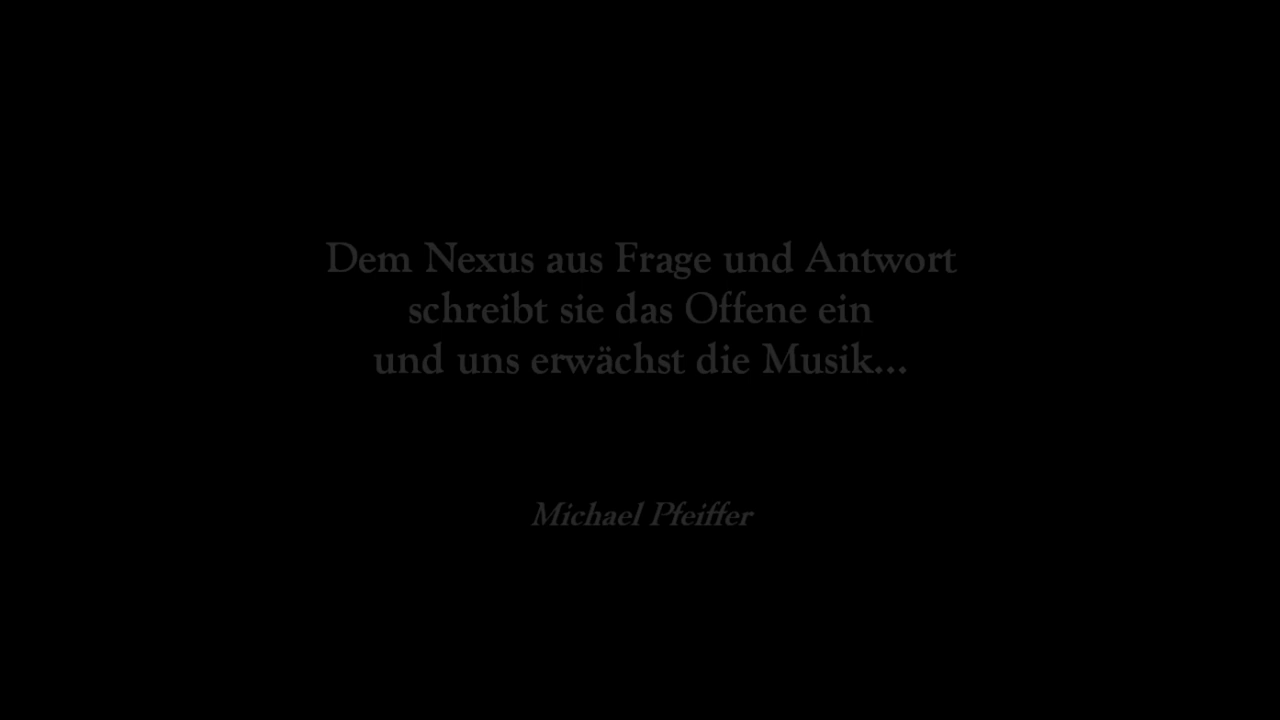 Dem Nexus aus Frage und Antwort
schreibt sie das Offene ein
und uns erwächst die Musik...
Michael Pfeiffer